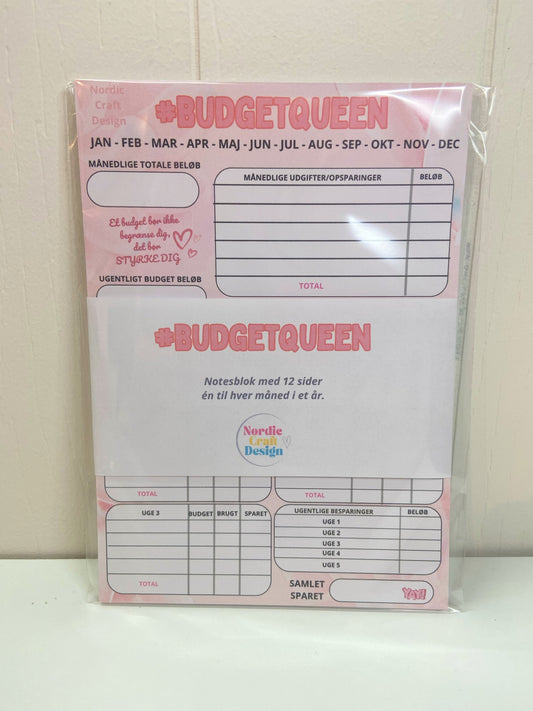 Nordic
Craft
Design
#BUDGETQUEEN
JAN - FEB - MAR - APR - MAJ - JUN - JUL - AUG - SEP - OKT - NOV - DEC
MÅNEDLIGE TOTALE BELØB
MÅNEDLIGE UDGIFTER/OPSPARINGER BELØB
Et budget bør ikke
begrænse dig,
det bør
STYRKE DIG
TOTAL
UGENTLIGT BUDGET BELØB
#BUDGETQUEEN
Notesblok med 12 sider
én til hver måned i et år.
Nordic
Craft
Design
TOTAL
TOTAL
UGE 3 BUDGET BRUGT SPARET
UGENTLIGE BESPARINGER BELØB
UGE 1
UGE 2
UGE 3
UGE 4
UGE 5
TOTAL
SAMLET
SPARET
YAY!